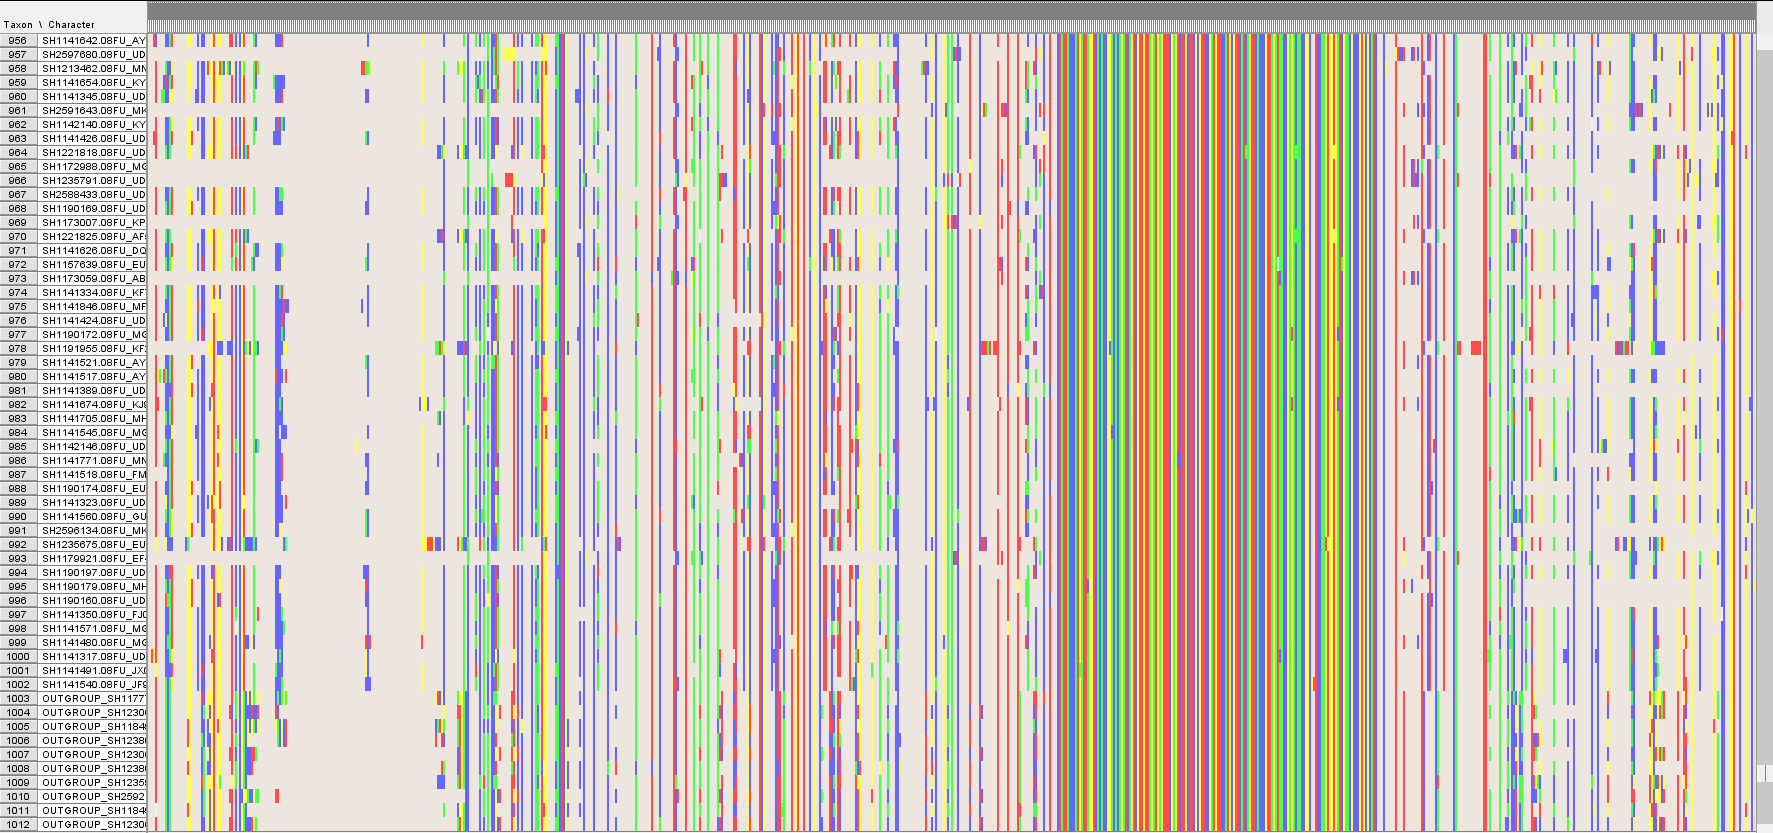 Taxon \ Character
956 SH1141642.08FU_AY
957 SH2597680.08FU_UD
958 SH1213462.08FU_MN
959 SH1141654.08FU_KY
960 SH1141345.08FU_UD
961 SH2591643.08FU_MK
962 SH1142140.08FU_KY
963 SH1141426.08FU_UD
964 SH1221818.08FU_UD
965 SH1172988.08FU_MG
966 SH1235791.08FU_UD
967 SH2588433.08FU_UD
968 SH1190169.08FU_UD
969 SH1173007.08FU_KP
970 SH1221825.08FU_AF
971 SH1141626.08FU_DQ
972 SH1157639.08FU_EU
973 SH1173059.08FU_AB
974 SH1141334.08FU_KF
975 SH1141846.08FU_MF
976 SH1141424.08FU_UD
977 SH1190172.08FU_MG
978 SH1191955.08FU_KF
979 SH1141521.08FU_AY
980 SH1141517.08FU_AY
981 SH1141389.08FU_UD
982 SH1141674.08FU_KJ
983 SH1141705.08FU_MH
984 SH1141545.08FU_MG
985 SH1142146.08FU_UD
986 SH1141771.08FU_MN
987 SH1141518.08FU_FM
988 SH1190174.08FU_EU
989 SH1141323.08FU_UD
990 SH1141560.08FU_GU
991 SH2596134.08FU_MK
992 SH1235675.08FU_EU
993 SH1179921.08FU_EF
994 SH1190197.08FU_UD
995 SH1190179.08FU_MH
996 SH1190160.08FU_UD
997 SH1141350.08FU_FJ
998 SH1141571.08FU_MG
999 SH1141480.08FU_MG
1000 SH1141317.08FU_UD
1001 SH1141491.08FU_JX
1002 SH1141540.08FU_JF
1003 OUTGROUP_SH1177
1004 OUTGROUP_SH1230
1005 OUTGROUP_SH1184
1006 OUTGROUP_SH1238
1007 OUTGROUP_SH1230
1008 OUTGROUP_SH1238
1009 OUTGROUP_SH1235
1010 OUTGROUP_SH2592
1011 OUTGROUP_SH1184
1012 OUTGROUP_SH1230